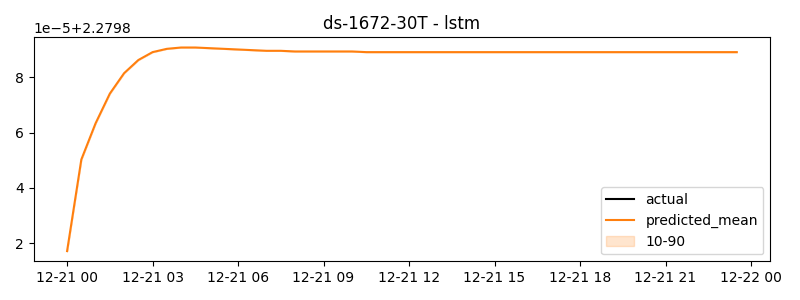 ds-1672-30T - lstm
1e−5+2.2798
8
6
4
2
actual
predicted_mean
10-90
12-21 00 12-21 03 12-21 06 12-21 09 12-21 12 12-21 15 12-21 18 12-21 21 12-22 00